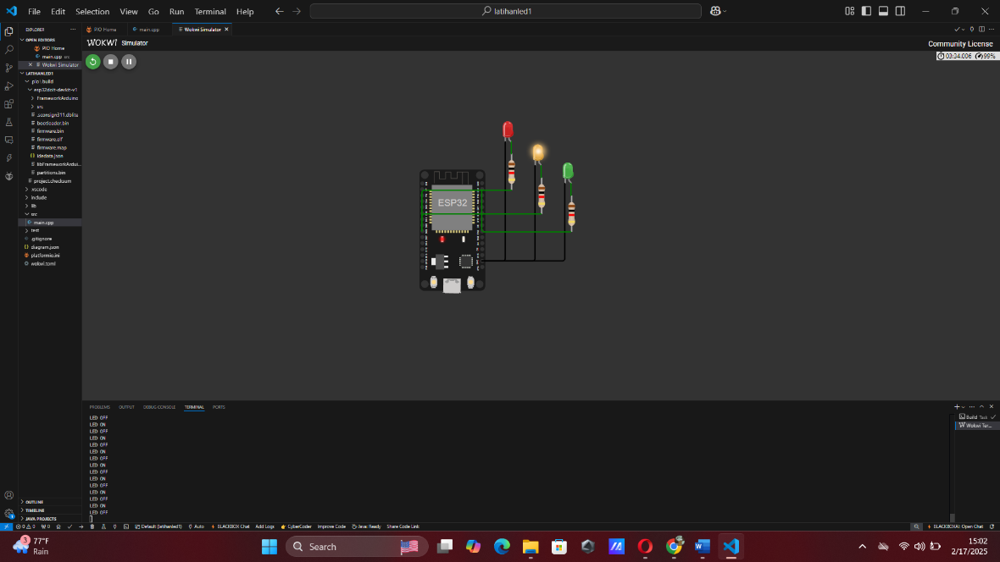 File Edit Selection View Go Run Terminal Help
latihanled1
EXPLORER
OPEN EDITORS
PIO Home
main.cpp src
Wokwi Simulator
LATIHANLED1
.pio \ build
esp32doit-devkit-v1
FrameworkArduino
src
.sconsign311.dblite
bootloader.bin
firmware.bin
firmware.elf
firmware.map
idedata.json
libFrameworkArdui...
partitions.bin
project.checksum
.vscode
include
lib
src
main.cpp
test
.gitignore
diagram.json
platformio.ini
wokwi.toml
OUTLINE
TIMELINE
JAVA PROJECTS
PIO Home
main.cpp
Wokwi Simulator
WOKWI Simulator
Community License
03:34.006 99%
ESP32
PROBLEMS OUTPUT DEBUG CONSOLE TERMINAL PORTS
LED OFF
LED ON
LED OFF
LED ON
LED OFF
LED ON
LED OFF
LED ON
LED OFF
LED ON
LED OFF
LED ON
LED OFF
LED ON
LED OFF
Build Task
Wokwi Ter...
0 0 0 Default (latihanled1) Auto BLACKBOX Chat Add Logs CyberCoder Improve Code Java: Ready Share Code Link
BLACKBOXAI: Open Chat
3
77°F
Rain
Search
15:02
2/17/2025